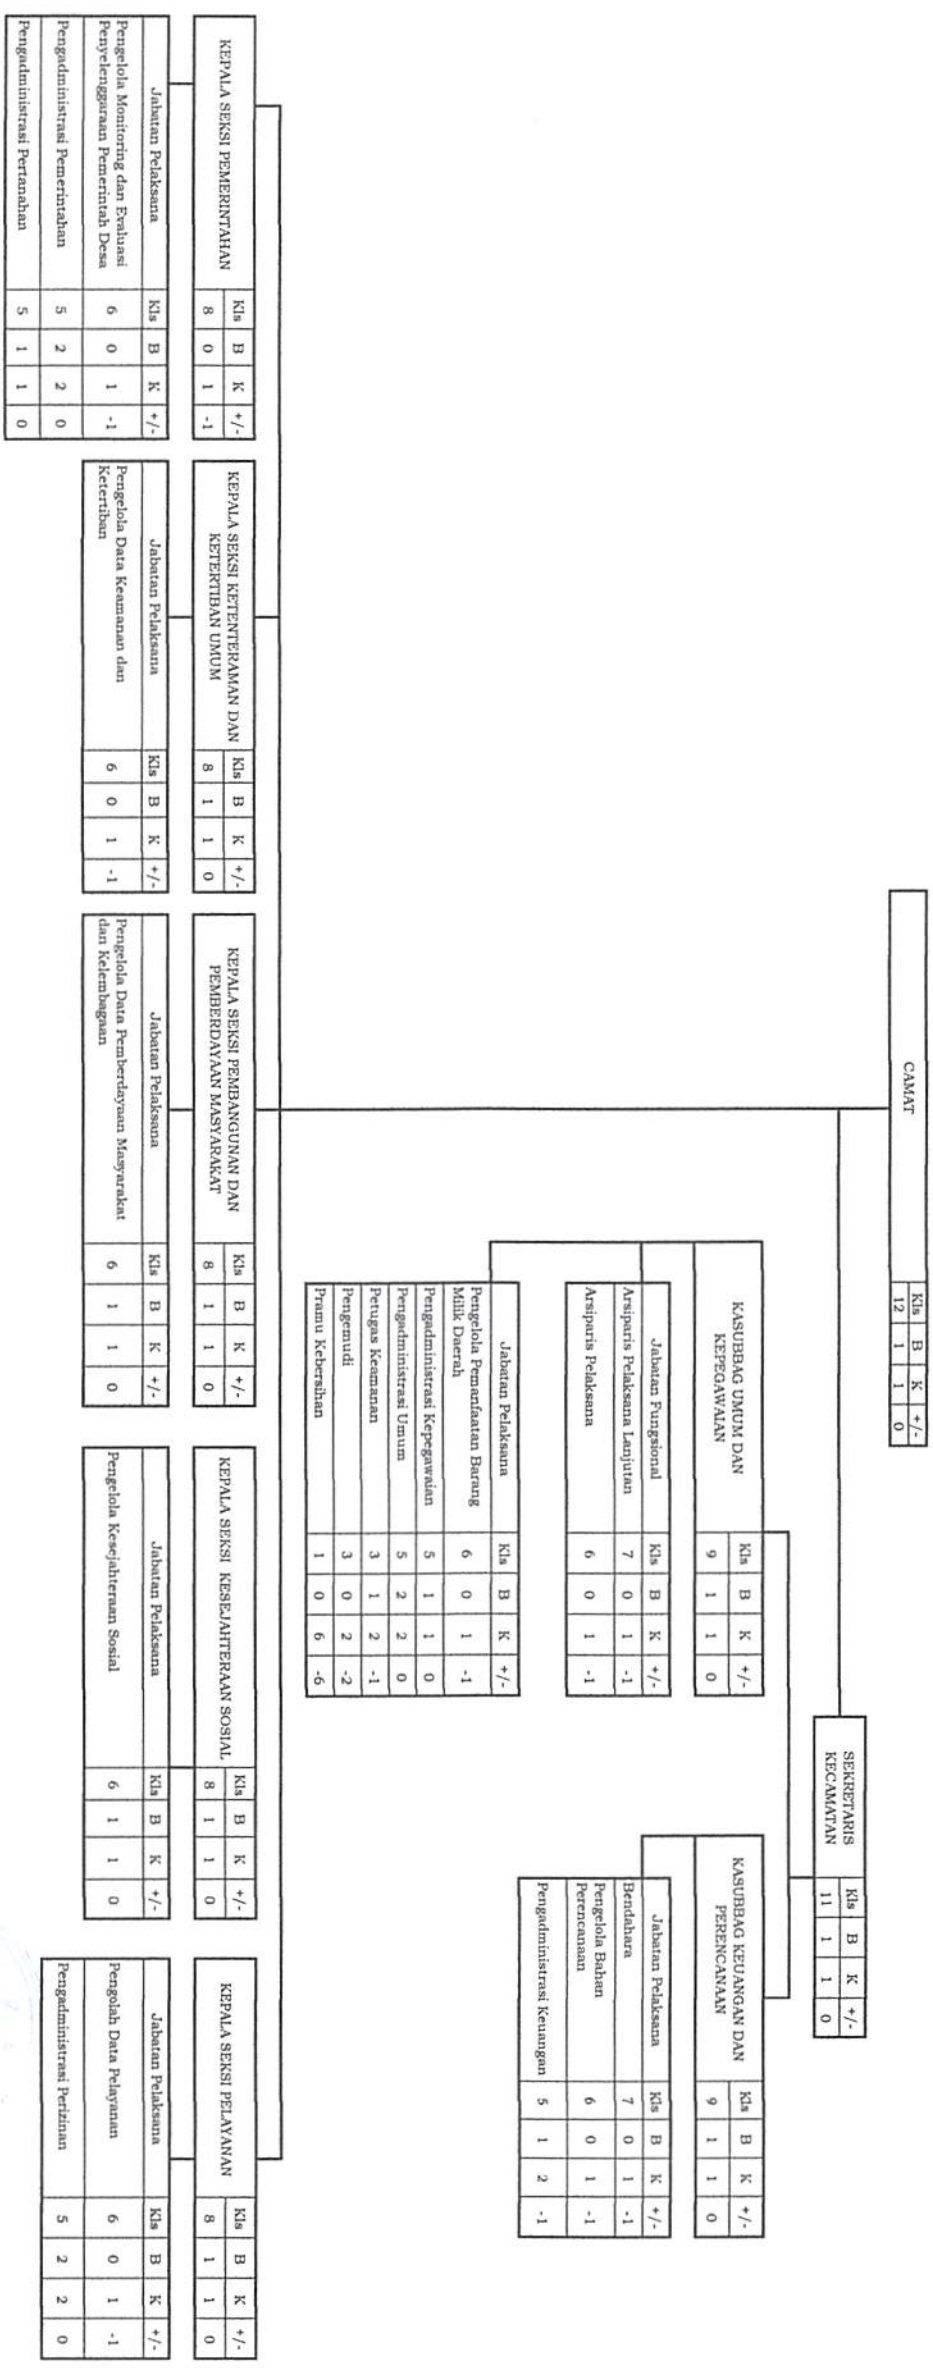 CAMAT
Kls B K +/-
12 1 1 0
SEKRETARIS
KECAMATAN
Kls B K +/-
11 1 1 0
KASUBBAG UMUM DAN
KEPEGAWAIAN
Kls B K +/-
9 1 1 0
Jabatan Fungsional Kls B K +/-
Arsiparis Pelaksana Lanjutan 7 0 1 -1
Arsiparis Pelaksana 6 0 1 -1
Jabatan Pelaksana Kls B K +/-
Pengelola Pemanfaatan Barang
Milik Daerah 6 0 1 -1
Pengadministrasi Kepegawaian 5 1 1 0
Pengadministrasi Umum 5 2 2 0
Petugas Keamanan 3 1 2 -1
Pengemudi 3 0 2 -2
Pramu Kebersihan 1 0 6 -6
KASUBBAG KEUANGAN DAN
PERENCANAAN
Kls B K +/-
9 1 1 0
Jabatan Pelaksana Kls B K +/-
Bendahara 7 0 1 -1
Pengelola Bahan
Perencanaan 6 0 1 -1
Pengadministrasi Keuangan 5 1 2 -1
KEPALA SEKSI PEMERINTAHAN
Kls B K +/-
8 0 1 -1
Jabatan Pelaksana Kls B K +/-
Pengelola Monitoring dan Evaluasi
Penyelenggaraan Pemerintah Desa 6 0 1 -1
Pengadministrasi Pemerintahan 5 2 2 0
Pengadministrasi Pertanahan 5 1 1 0
KEPALA SEKSI KETENTERAMAN DAN
KETERTIBAN UMUM
Kls B K +/-
8 1 1 0
Jabatan Pelaksana Kls B K +/-
Pengelola Data Keamanan dan
Ketertiban 6 0 1 -1
KEPALA SEKSI PEMBANGUNAN DAN
PEMBERDAYAAN MASYARAKAT
Kls B K +/-
8 1 1 0
Jabatan Pelaksana Kls B K +/-
Pengelola Data Pemberdayaan Masyarakat
dan Kelembagaan 6 1 1 0
KEPALA SEKSI KESEJAHTERAAN SOSIAL
Kls B K +/-
8 1 1 0
Jabatan Pelaksana Kls B K +/-
Pengelola Kesejahteraan Sosial 6 1 1 0
KEPALA SEKSI PELAYANAN
Kls B K +/-
8 1 1 0
Jabatan Pelaksana Kls B K +/-
Pengolah Data Pelayanan 6 0 1 -1
Pengadministrasi Perizinan 5 2 2 0